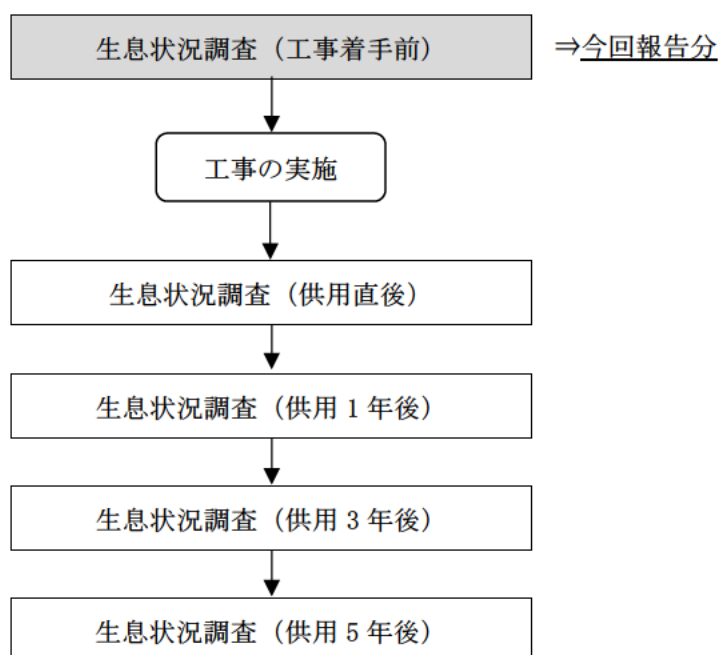 生息状況調査（工事着手前） ⇒今回報告分
工事の実施
生息状況調査（供用直後）
生息状況調査（供用 1 年後）
生息状況調査（供用 3 年後）
生息状況調査（供用 5 年後）